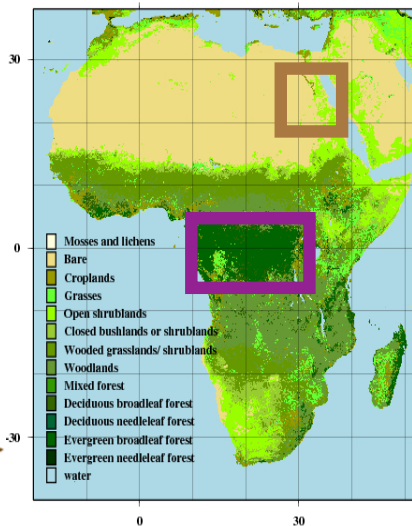 30
0
-30
Mosses and lichens
Bare
Croplands
Grasses
Open shrublands
Closed bushlands or shrublands
Wooded grasslands/ shrublands
Woodlands
Mixed forest
Deciduous broadleaf forest
Deciduous needleleaf forest
Evergreen broadleaf forest
Evergreen needleleaf forest
water
0
30